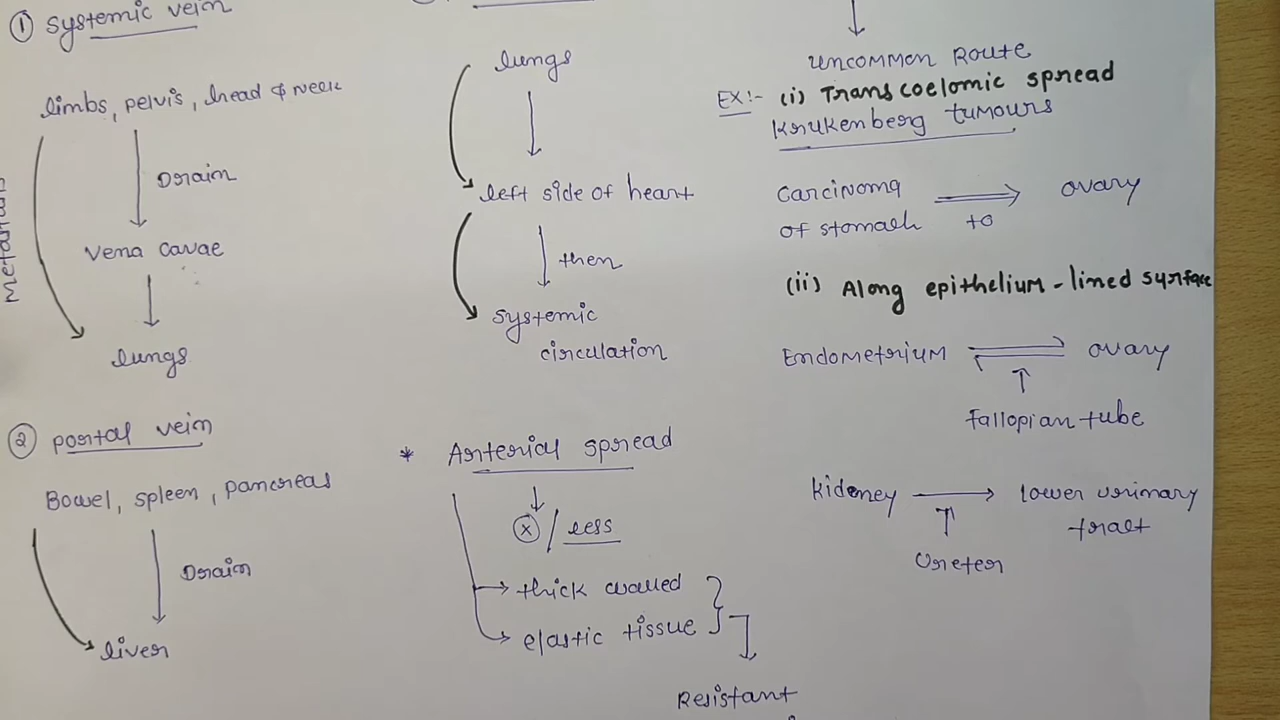 ① Systemic vein
limbs, pelvis, head & neck
Drain
Vena cavae
lungs
② portal vein
Bowel, spleen, pancreas
Drain
liver
lungs
left side of heart
then
systemic
circulation
* Arterial spread
ⓧ / less
thick walled
elastic tissue
Resistant
uncommon Route
EX:- (i) Transcoelomic spread
Krukenberg tumours
Carcinoma
of stomach
to
ovary
(ii) Along epithelium-lined surface
Endometrium
ovary
Fallopian tube
Kideney
lower urinary
tract
Ureter